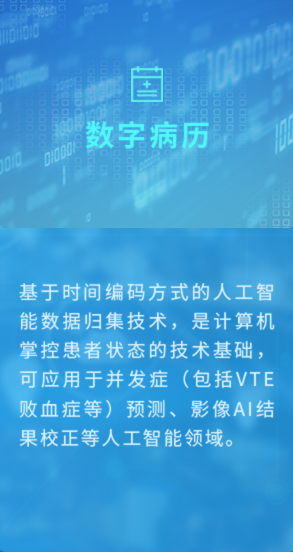 数字病历
基于时间编码方式的人工智
能数据归集技术，是计算机
掌控患者状态的技术基础，
可应用于并发症（包括VTE
败血症等）预测、影像AI结
果校正等人工智能领域。